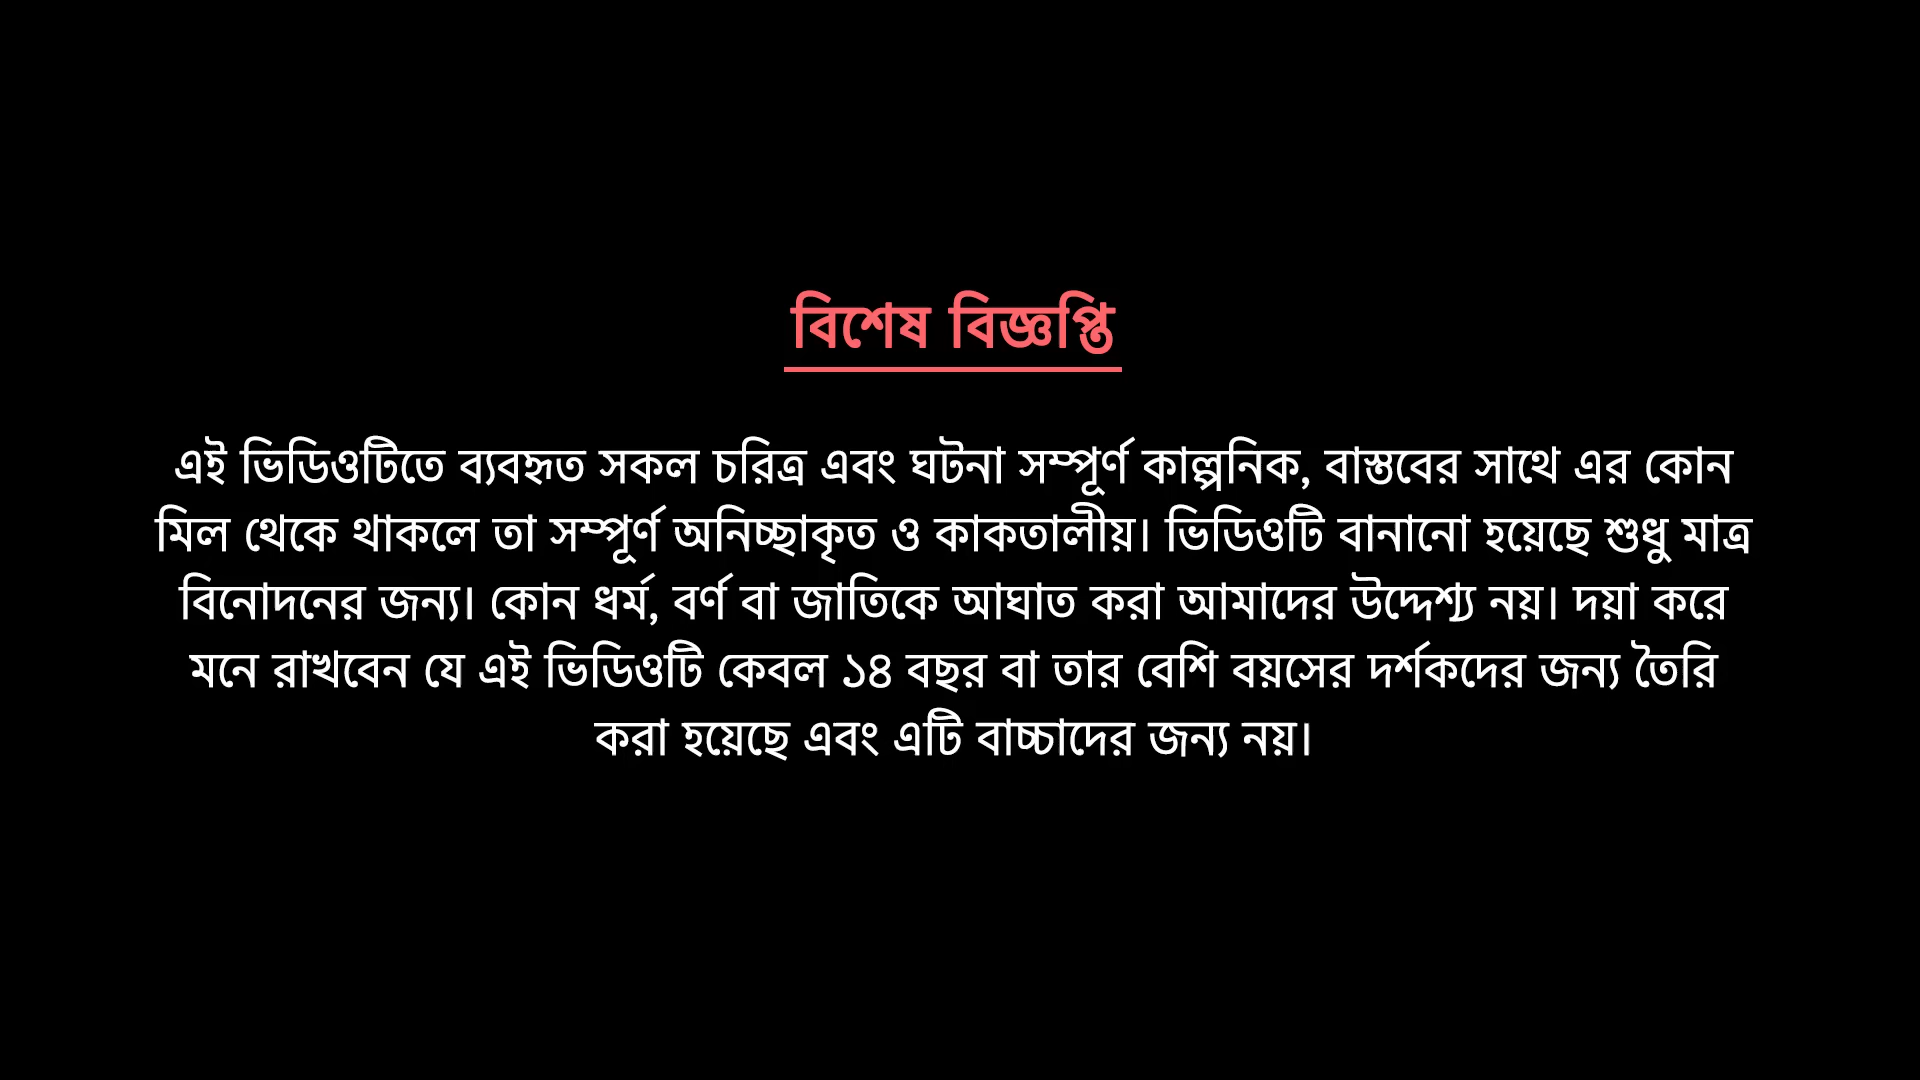 বিশেষ বিজ্ঞপ্তি
এই ভিডিওটিতে ব্যবহৃত সকল চরিত্র এবং ঘটনা সম্পূর্ণ কাল্পনিক, বাস্তবের সাথে এর কোন
মিল থেকে থাকলে তা সম্পূর্ণ অনিচ্ছাকৃত ও কাকতালীয়। ভিডিওটি বানানো হয়েছে শুধু মাত্র
বিনোদনের জন্য। কোন ধর্ম, বর্ণ বা জাতিকে আঘাত করা আমাদের উদ্দেশ্য নয়। দয়া করে
মনে রাখবেন যে এই ভিডিওটি কেবল ১৪ বছর বা তার বেশি বয়সের দর্শকদের জন্য তৈরি
করা হয়েছে এবং এটি বাচ্চাদের জন্য নয়।